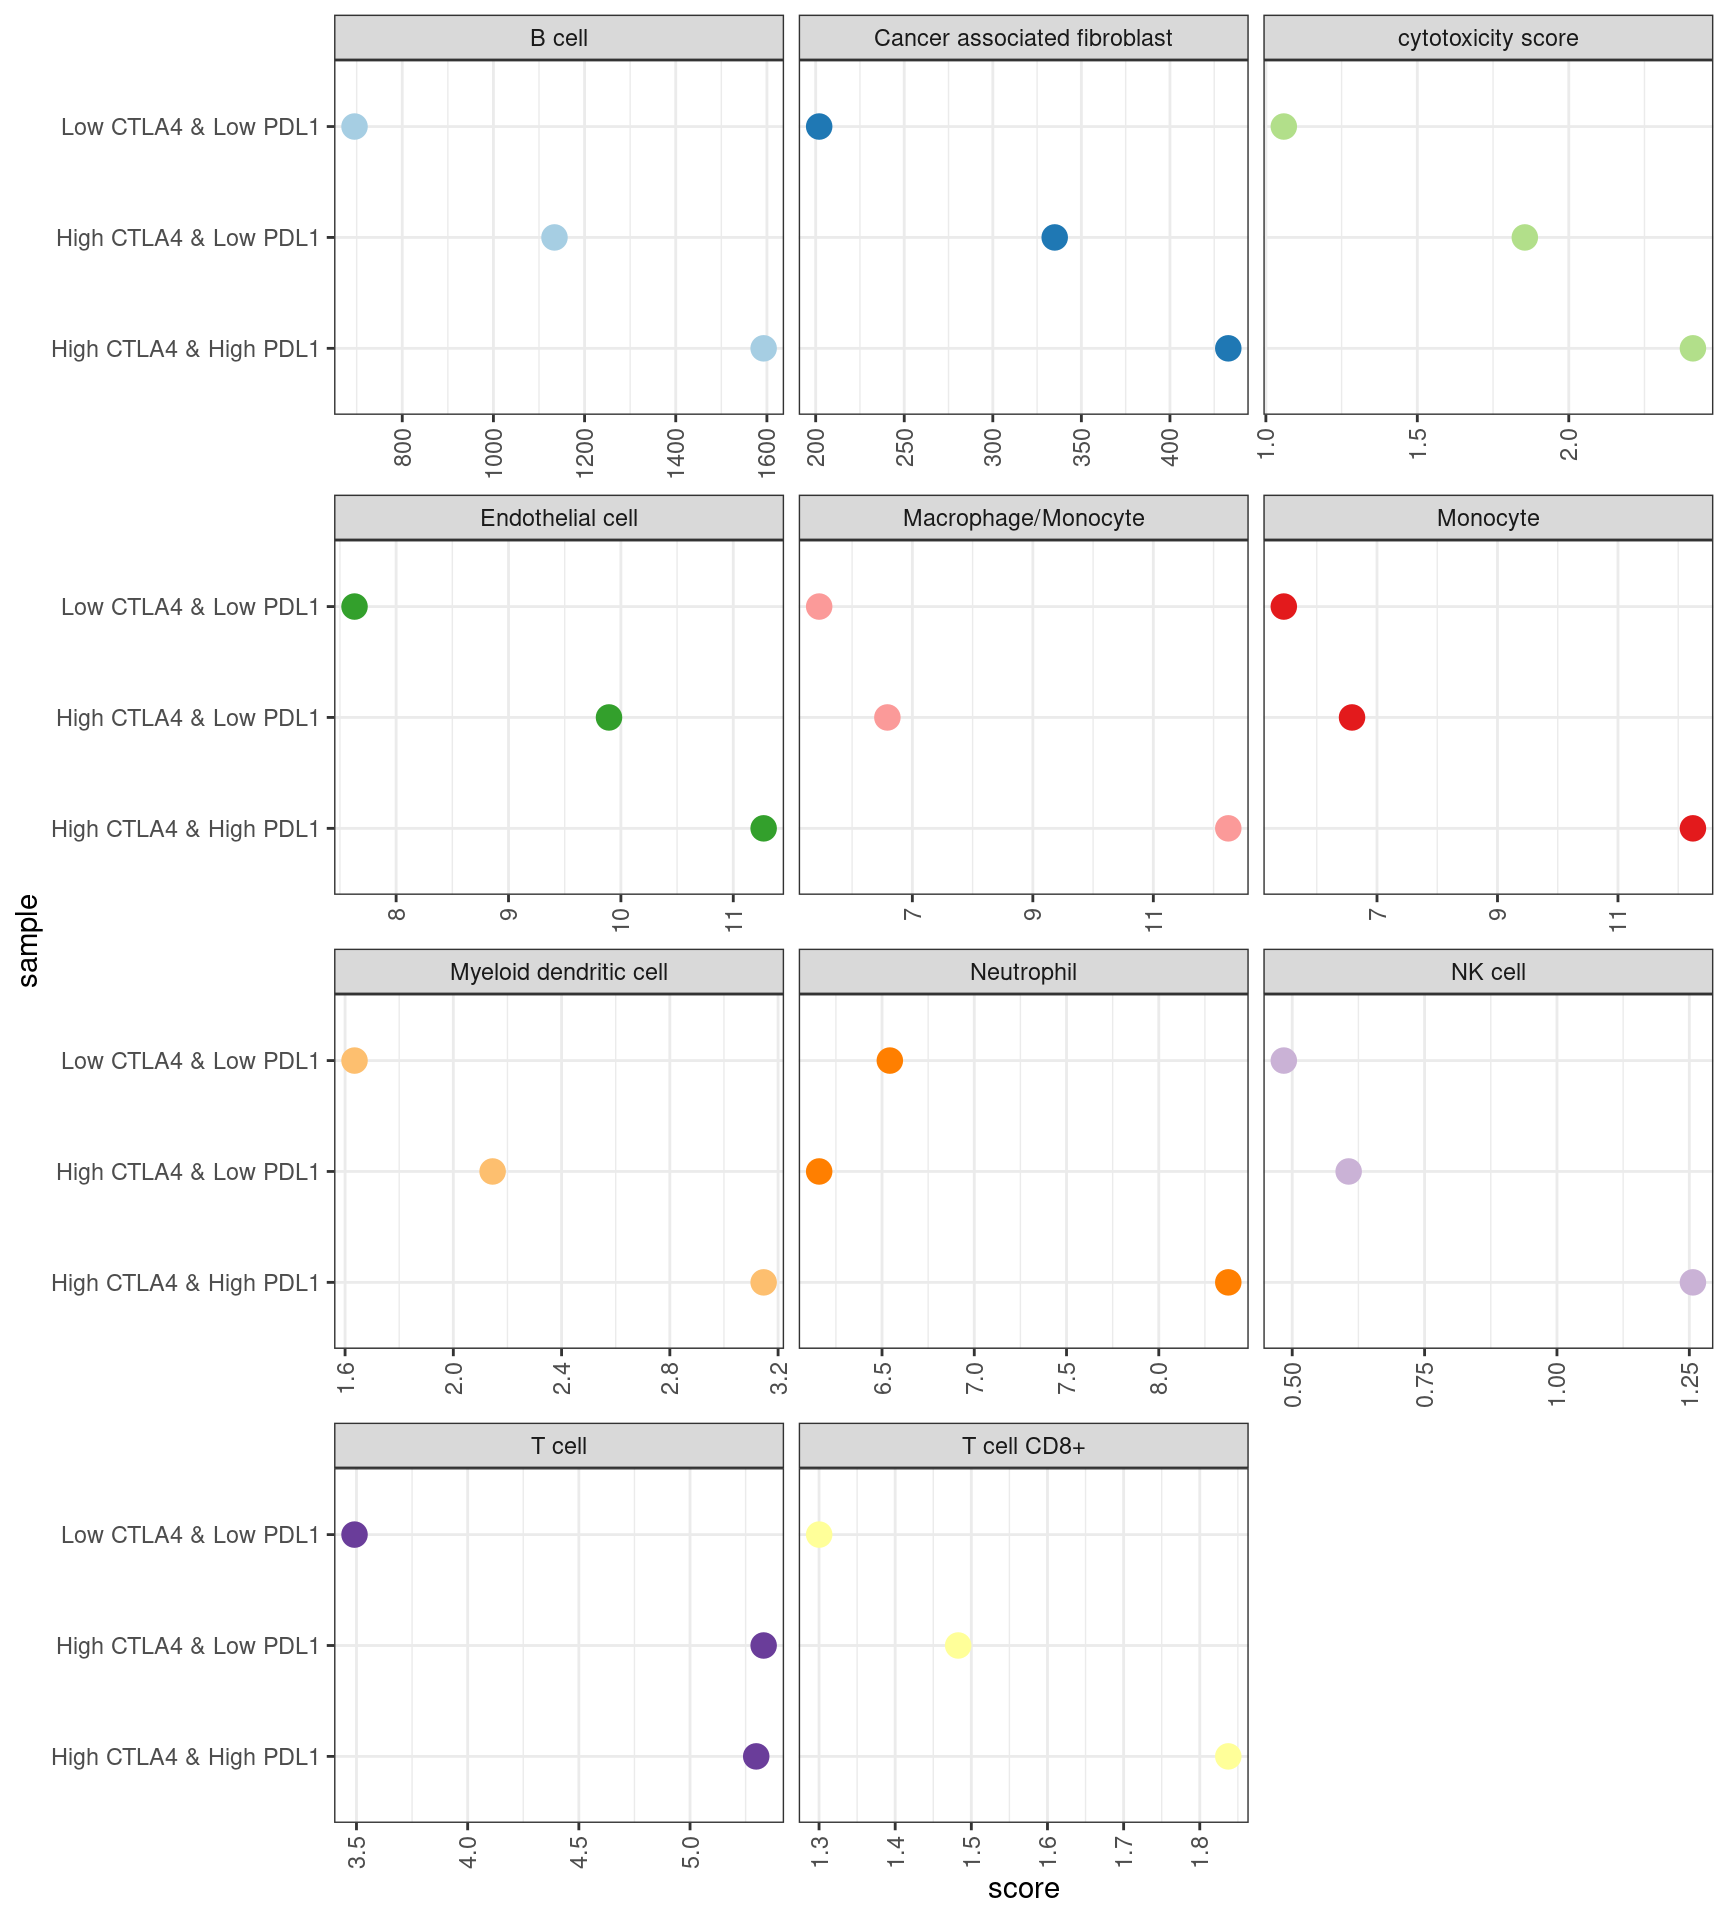 B cell
Cancer associated fibroblast
cytotoxicity score
Low CTLA4 & Low PDL1
High CTLA4 & Low PDL1
High CTLA4 & High PDL1
800 1000 1200 1400 1600
200 250 300 350 400
1.0 1.5 2.0
Endothelial cell
Macrophage/Monocyte
Monocyte
Low CTLA4 & Low PDL1
High CTLA4 & Low PDL1
High CTLA4 & High PDL1
8 9 10 11
7 9 11
7 9 11
sample
Myeloid dendritic cell
Neutrophil
NK cell
Low CTLA4 & Low PDL1
High CTLA4 & Low PDL1
High CTLA4 & High PDL1
1.6 2.0 2.4 2.8 3.2
6.5 7.0 7.5 8.0
0.50 0.75 1.00 1.25
T cell
T cell CD8+
Low CTLA4 & Low PDL1
High CTLA4 & Low PDL1
High CTLA4 & High PDL1
3.5 4.0 4.5 5.0
1.3 1.4 1.5 1.6 1.7 1.8
score